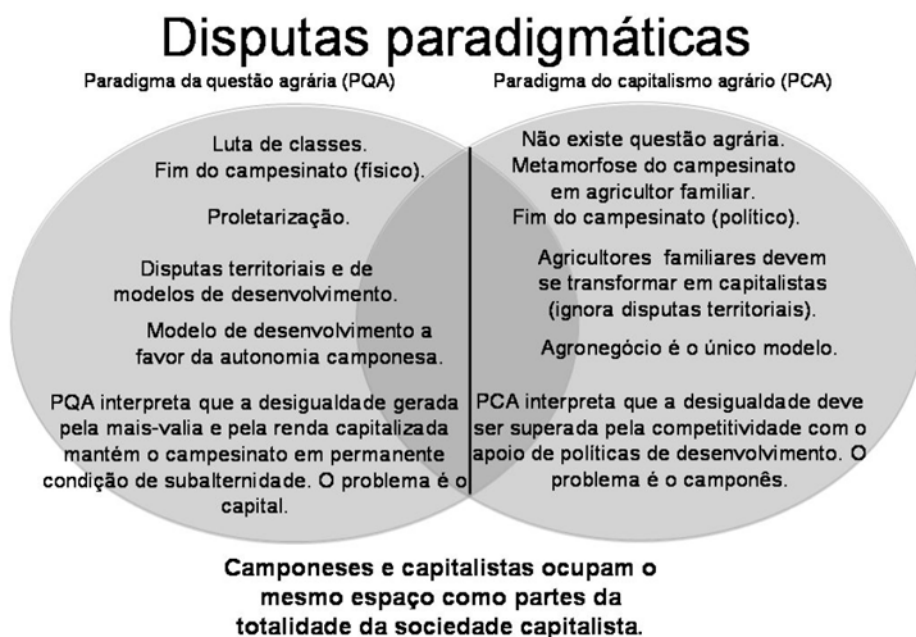 Disputas paradigmáticas
Paradigma da questão agrária (PQA)
Luta de classes.
Fim do campesinato (físico).
Proletarização.
Disputas territoriais e de
modelos de desenvolvimento.
Modelo de desenvolvimento a
favor da autonomia camponesa.
PQA interpreta que a desigualdade gerada
pela mais-valia e pela renda capitalizada
mantém o campesinato em permanente
condição de subalternidade. O problema é o
capital.
Paradigma do capitalismo agrário (PCA)
Não existe questão agrária.
Metamorfose do campesinato
em agricultor familiar.
Fim do campesinato (político).
Agricultores familiares devem
se transformar em capitalistas
(ignora disputas territoriais).
Agronegócio é o único modelo.
PCA interpreta que a desigualdade deve
ser superada pela competitividade com o
apoio de políticas de desenvolvimento. O
problema é o camponês.
Camponeses e capitalistas ocupam o
mesmo espaço como partes da
totalidade da sociedade capitalista.